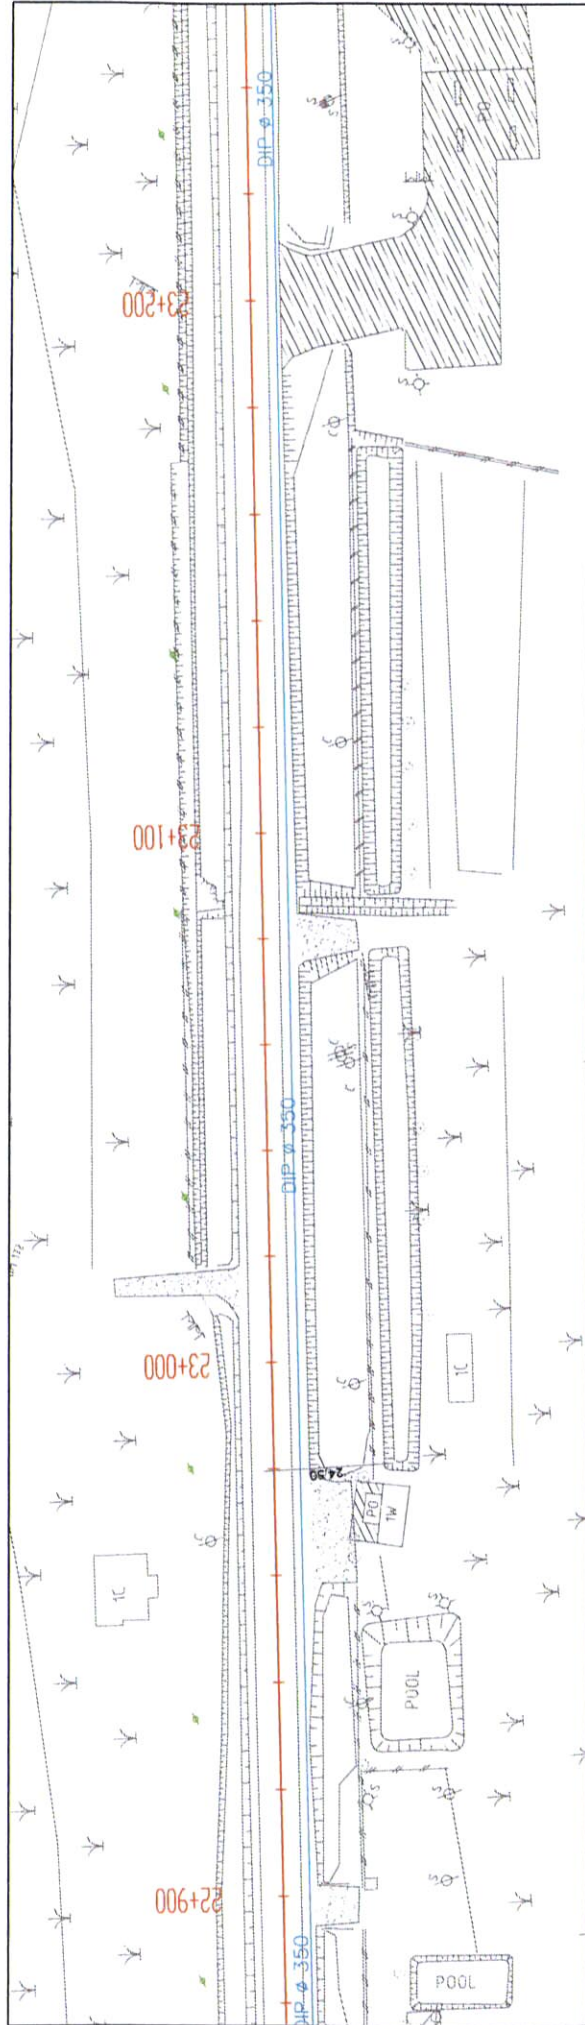 DIP ø 350
PO
23+200
23+100
DIP ø 350
23+000
1C
24.50
PO
1W
1C
POOL
22+900
DIP ø 350
POOL